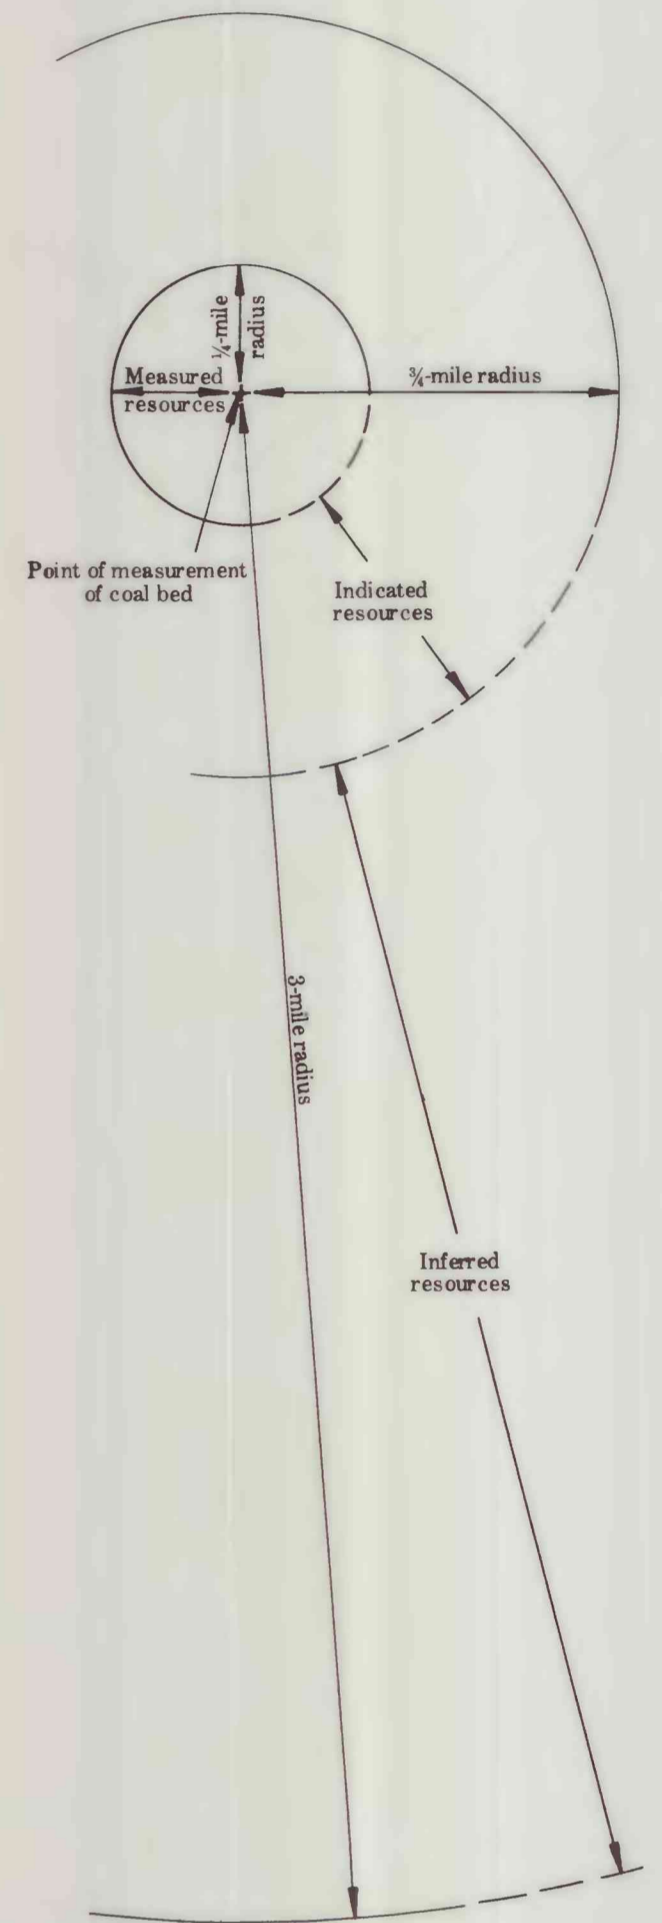 ¼-mile
radius
Measured
resources
¾-mile radius
Point of measurement
of coal bed
Indicated
resources
3-mile radius
Inferred
resources